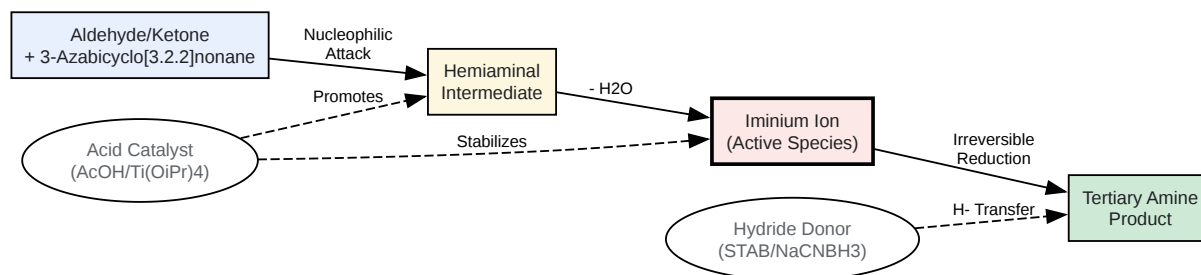 Aldehyde/Ketone
+ 3-Azabicyclo[3.2.2]nonane
Nucleophilic
Attack
Hemiaminal
Intermediate
- H2O
Promotes
Acid Catalyst
(AcOH/Ti(OiPr)4)
Stabilizes
Iminium Ion
(Active Species)
Irreversible
Reduction
Hydride Donor
(STAB/NaCNBH3)
H- Transfer
Tertiary Amine
Product